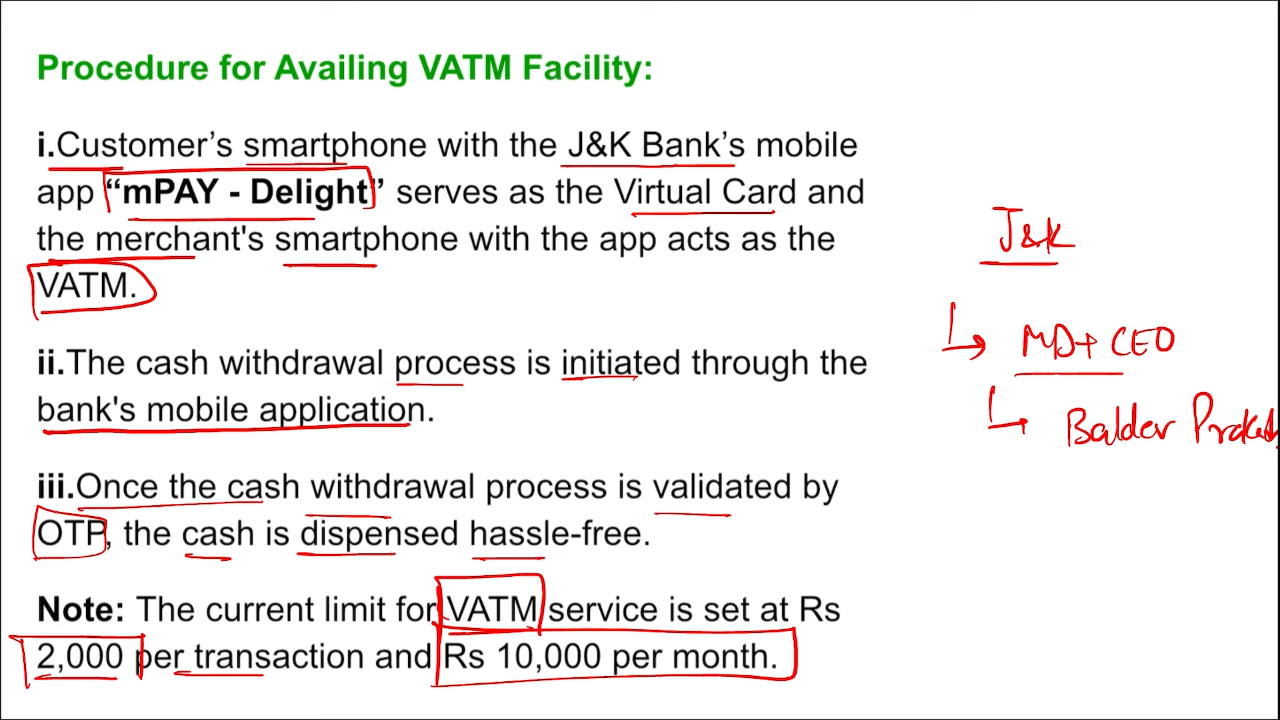 Procedure for Availing VATM Facility:
i.Customer’s smartphone with the J&K Bank’s mobile
app “mPAY - Delight” serves as the Virtual Card and
the merchant's smartphone with the app acts as the
VATM.
ii.The cash withdrawal process is initiated through the
bank's mobile application.
iii.Once the cash withdrawal process is validated by
OTP, the cash is dispensed hassle-free.
Note: The current limit for VATM service is set at Rs
2,000 per transaction and Rs 10,000 per month.
J&K
MD+ CEO